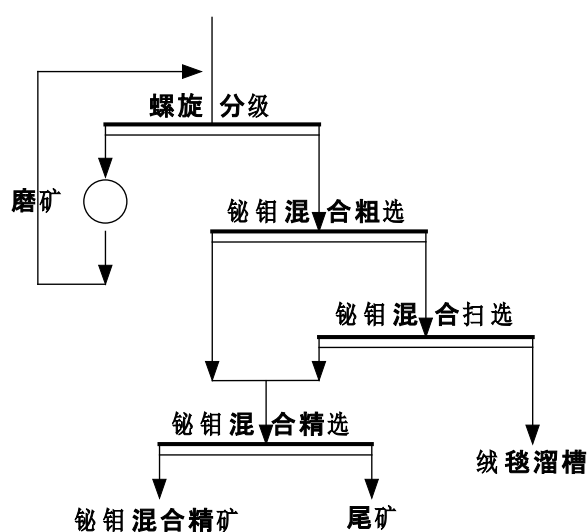 螺旋 分级
磨矿
铋钼混 合粗选
铋钼混 合扫选
铋钼混 合精选
绒毯溜槽
铋钼混合精矿
尾矿